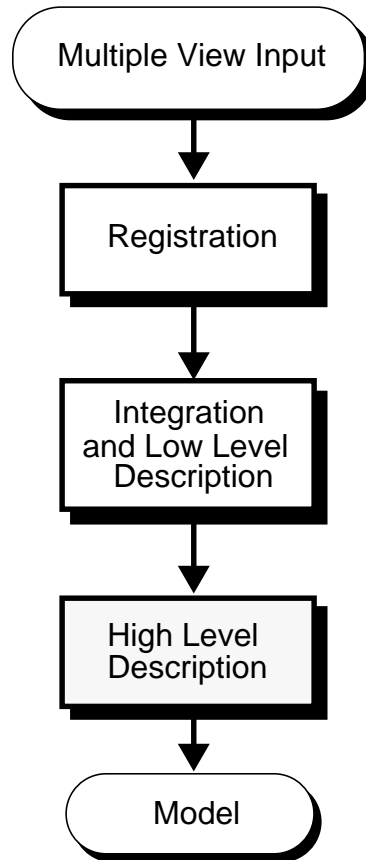 Multiple View Input
Registration
Integration
and Low Level
Description
High Level
Description
Model